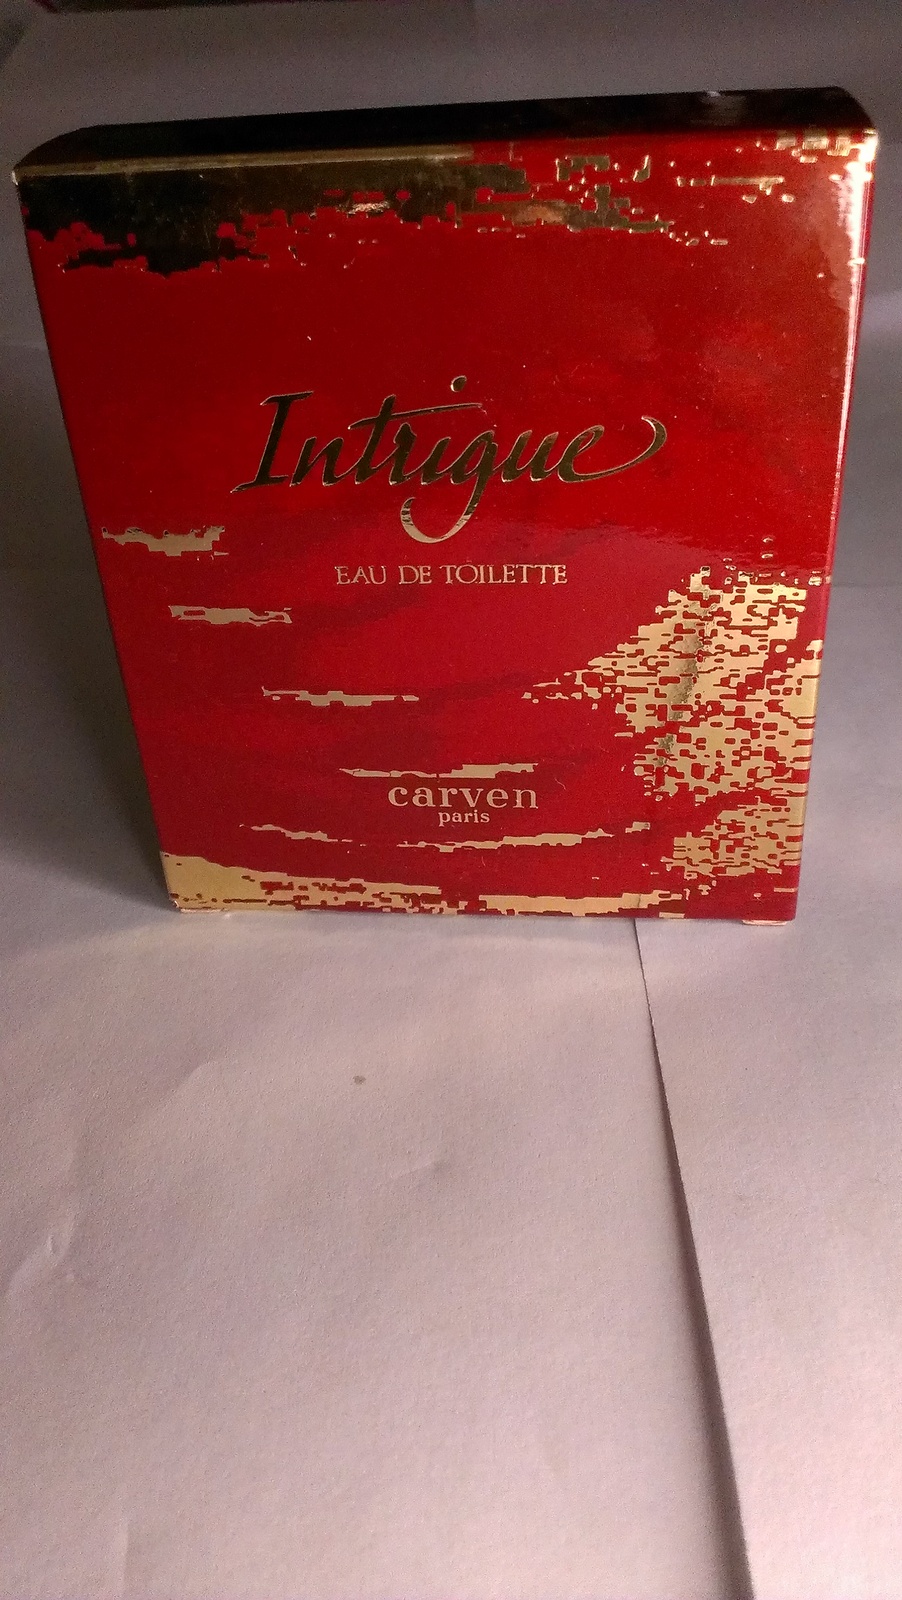 Intrigue
EAU DE TOILETTE
carven
paris